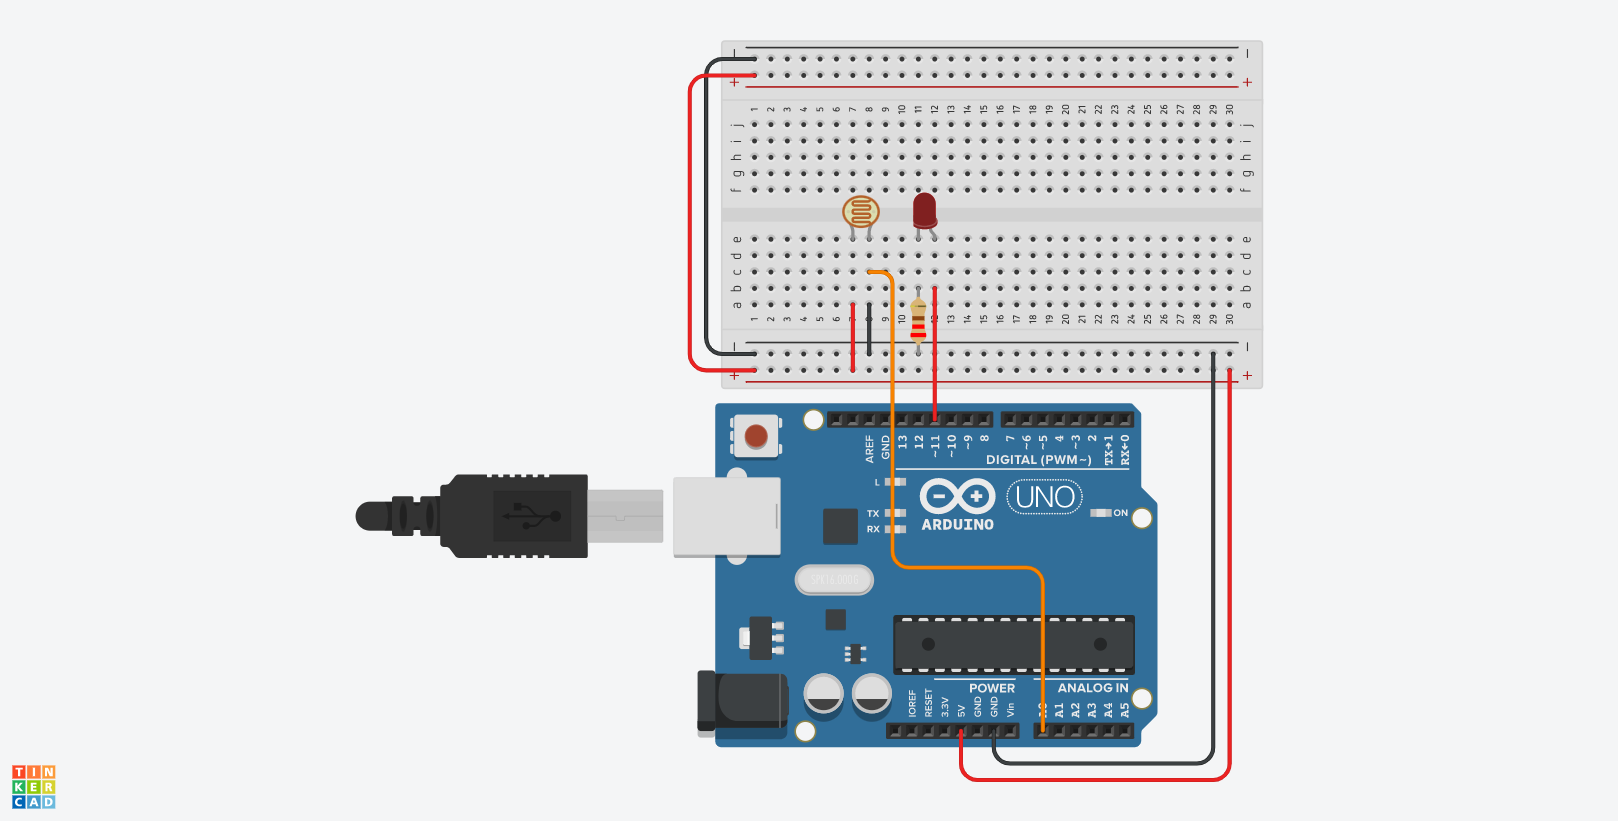 − −
+ +
1 2 3 4 5 6 7 8 9 10 11 12 13 14 15 16 17 18 19 20 21 22 23 24 25 26 27 28 29 30
j j
i i
h h
g g
f f
e e
d d
c c
b b
a a
1 2 3 4 5 6 9 10 13 14 15 16 17 18 19 20 21 22 23 24 25 26 27 28 29 30
− −
+ +
AREF GND 13 12 ~11 ~10 ~9 8 7 ~6 ~5 4 ~3 2 TX→1 RX←0
DIGITAL (PWM~)
L
UNO
TX
ON
RX
ARDUINO
POWER ANALOG IN
IOREF RESET 3.3V 5V GND GND Vin A0 A1 A2 A3 A4 A5
TIN
KER
CAD